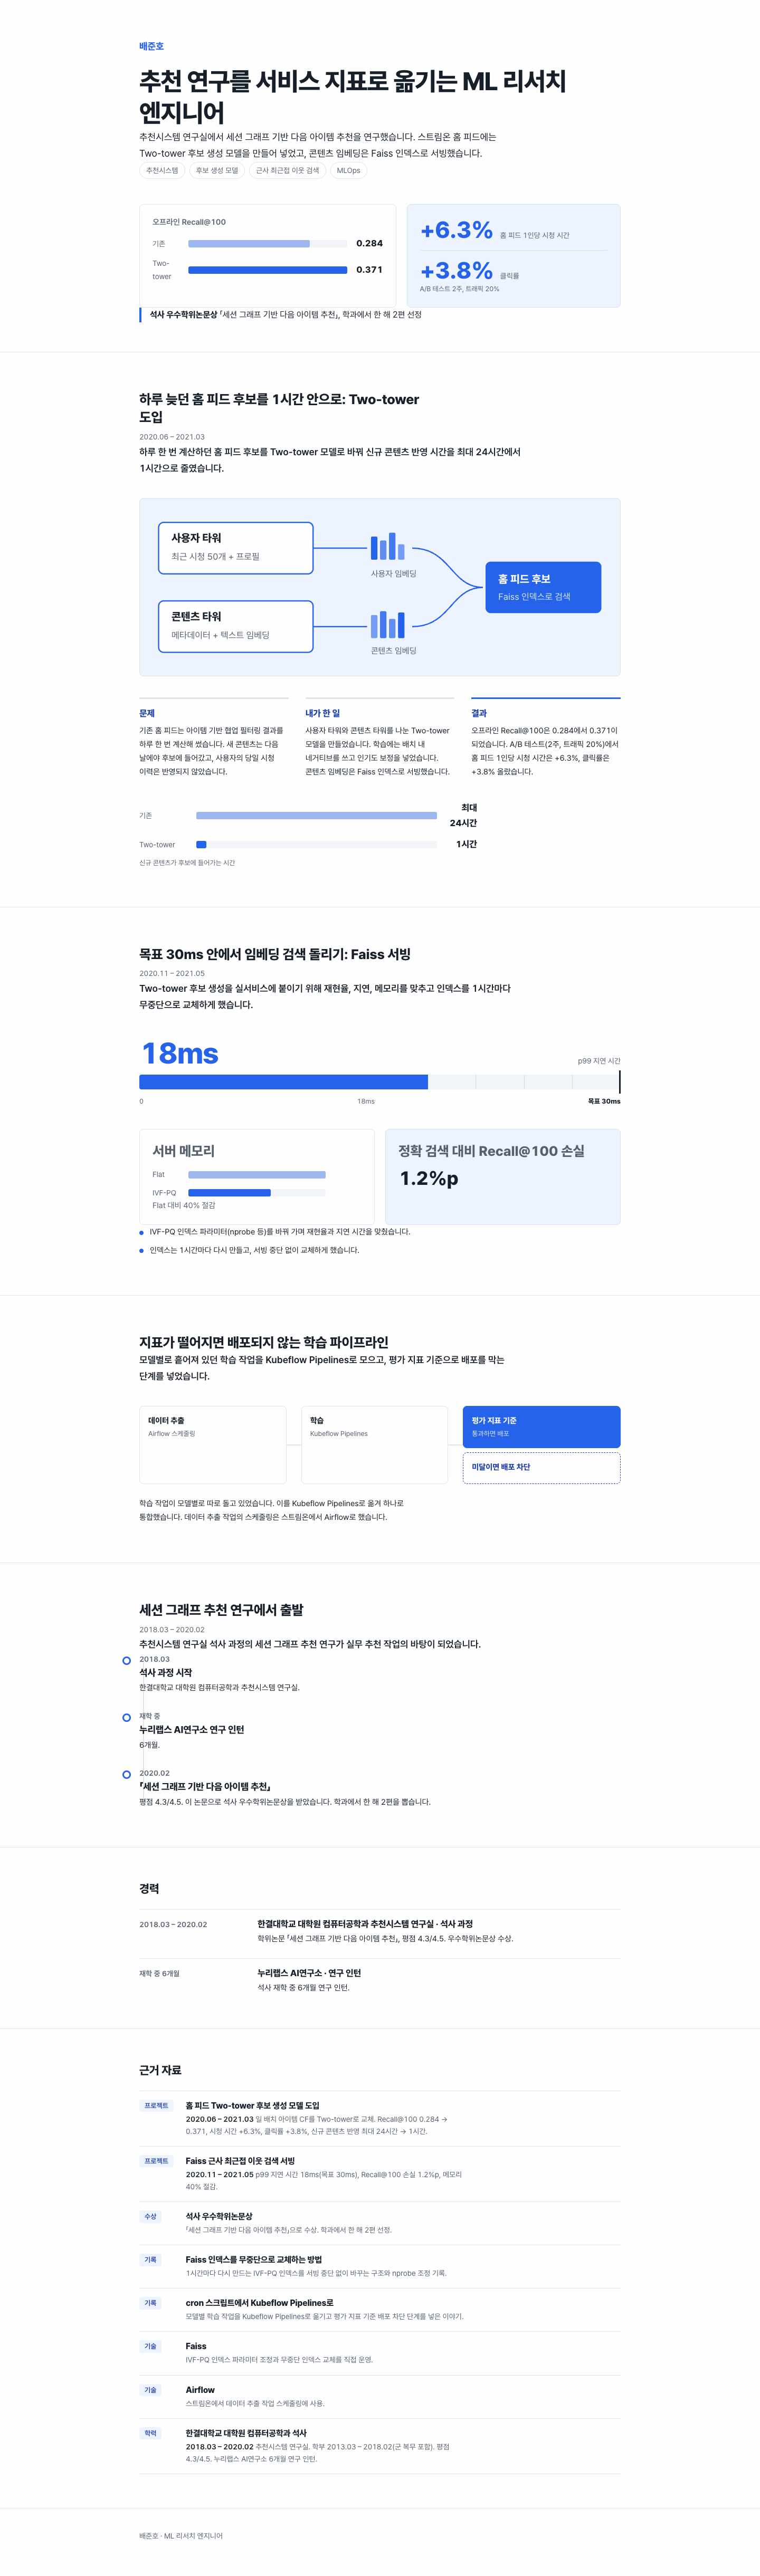 배준호
추천 연구를 서비스 지표로 옮기는 ML 리서치
엔지니어
추천시스템 연구실에서 세션 그래프 기반 다음 아이템 추천을 연구했습니다. 스트림온 홈 피드에는
Two-tower 후보 생성 모델을 만들어 넣었고, 콘텐츠 임베딩은 Faiss 인덱스로 서빙했습니다.
추천시스템 후보 생성 모델 근사 최근접 이웃 검색 MLOps
오프라인 Recall@100
기존 0.284
Two-
tower 0.371
+6.3% 홈 피드 1인당 시청 시간
+3.8% 클릭률
A/B 테스트 2주, 트래픽 20%
석사 우수학위논문상 「세션 그래프 기반 다음 아이템 추천」, 학과에서 한 해 2편 선정
하루 늦던 홈 피드 후보를 1시간 안으로: Two-tower
도입
2020.06 – 2021.03
하루 한 번 계산하던 홈 피드 후보를 Two-tower 모델로 바꿔 신규 콘텐츠 반영 시간을 최대 24시간에서
1시간으로 줄였습니다.
사용자 타워
최근 시청 50개 + 프로필
사용자 임베딩
콘텐츠 타워
메타데이터 + 텍스트 임베딩
콘텐츠 임베딩
홈 피드 후보
Faiss 인덱스로 검색
문제
기존 홈 피드는 아이템 기반 협업 필터링 결과를
하루 한 번 계산해 썼습니다. 새 콘텐츠는 다음
날에야 후보에 들어갔고, 사용자의 당일 시청
이력은 반영되지 않았습니다.
내가 한 일
사용자 타워와 콘텐츠 타워를 나눈 Two-tower
모델을 만들었습니다. 학습에는 배치 내
네거티브를 쓰고 인기도 보정을 넣었습니다.
콘텐츠 임베딩은 Faiss 인덱스로 서빙했습니다.
결과
오프라인 Recall@100은 0.284에서 0.371이
되었습니다. A/B 테스트(2주, 트래픽 20%)에서
홈 피드 1인당 시청 시간은 +6.3%, 클릭률은
+3.8% 올랐습니다.
기존 최대
24시간
Two-tower 1시간
신규 콘텐츠가 후보에 들어가는 시간
목표 30ms 안에서 임베딩 검색 돌리기: Faiss 서빙
2020.11 – 2021.05
Two-tower 후보 생성을 실서비스에 붙이기 위해 재현율, 지연, 메모리를 맞추고 인덱스를 1시간마다
무중단으로 교체하게 했습니다.
18ms p99 지연 시간
0 18ms 목표 30ms
서버 메모리
Flat
IVF-PQ
Flat 대비 40% 절감
정확 검색 대비 Recall@100 손실
1.2%p
IVF-PQ 인덱스 파라미터(nprobe 등)를 바꿔 가며 재현율과 지연 시간을 맞췄습니다.
인덱스는 1시간마다 다시 만들고, 서빙 중단 없이 교체하게 했습니다.
지표가 떨어지면 배포되지 않는 학습 파이프라인
모델별로 흩어져 있던 학습 작업을 Kubeflow Pipelines로 모으고, 평가 지표 기준으로 배포를 막는
단계를 넣었습니다.
데이터 추출
Airflow 스케줄링
학습
Kubeflow Pipelines
평가 지표 기준
통과하면 배포
미달이면 배포 차단
학습 작업이 모델별로 따로 돌고 있었습니다. 이를 Kubeflow Pipelines로 옮겨 하나로
통합했습니다. 데이터 추출 작업의 스케줄링은 스트림온에서 Airflow로 했습니다.
세션 그래프 추천 연구에서 출발
2018.03 – 2020.02
추천시스템 연구실 석사 과정의 세션 그래프 추천 연구가 실무 추천 작업의 바탕이 되었습니다.
2018.03
석사 과정 시작
한결대학교 대학원 컴퓨터공학과 추천시스템 연구실.
재학 중
누리랩스 AI연구소 연구 인턴
6개월.
2020.02
「세션 그래프 기반 다음 아이템 추천」
평점 4.3/4.5. 이 논문으로 석사 우수학위논문상을 받았습니다. 학과에서 한 해 2편을 뽑습니다.
경력
2018.03 – 2020.02 한결대학교 대학원 컴퓨터공학과 추천시스템 연구실 · 석사 과정
학위논문 「세션 그래프 기반 다음 아이템 추천」, 평점 4.3/4.5. 우수학위논문상 수상.
재학 중 6개월 누리랩스 AI연구소 · 연구 인턴
석사 재학 중 6개월 연구 인턴.
근거 자료
프로젝트 홈 피드 Two-tower 후보 생성 모델 도입
2020.06 – 2021.03 일 배치 아이템 CF를 Two-tower로 교체. Recall@100 0.284 →
0.371, 시청 시간 +6.3%, 클릭률 +3.8%, 신규 콘텐츠 반영 최대 24시간 → 1시간.
프로젝트 Faiss 근사 최근접 이웃 검색 서빙
2020.11 – 2021.05 p99 지연 시간 18ms(목표 30ms), Recall@100 손실 1.2%p, 메모리
40% 절감.
수상 석사 우수학위논문상
「세션 그래프 기반 다음 아이템 추천」으로 수상. 학과에서 한 해 2편 선정.
기록 Faiss 인덱스를 무중단으로 교체하는 방법
1시간마다 다시 만드는 IVF-PQ 인덱스를 서빙 중단 없이 바꾸는 구조와 nprobe 조정 기록.
기록 cron 스크립트에서 Kubeflow Pipelines로
모델별 학습 작업을 Kubeflow Pipelines로 옮기고 평가 지표 기준 배포 차단 단계를 넣은 이야기.
기술 Faiss
IVF-PQ 인덱스 파라미터 조정과 무중단 인덱스 교체를 직접 운영.
기술 Airflow
스트림온에서 데이터 추출 작업 스케줄링에 사용.
학력 한결대학교 대학원 컴퓨터공학과 석사
2018.03 – 2020.02 추천시스템 연구실. 학부 2013.03 – 2018.02(군 복무 포함). 평점
4.3/4.5. 누리랩스 AI연구소 6개월 연구 인턴.
배준호 · ML 리서치 엔지니어